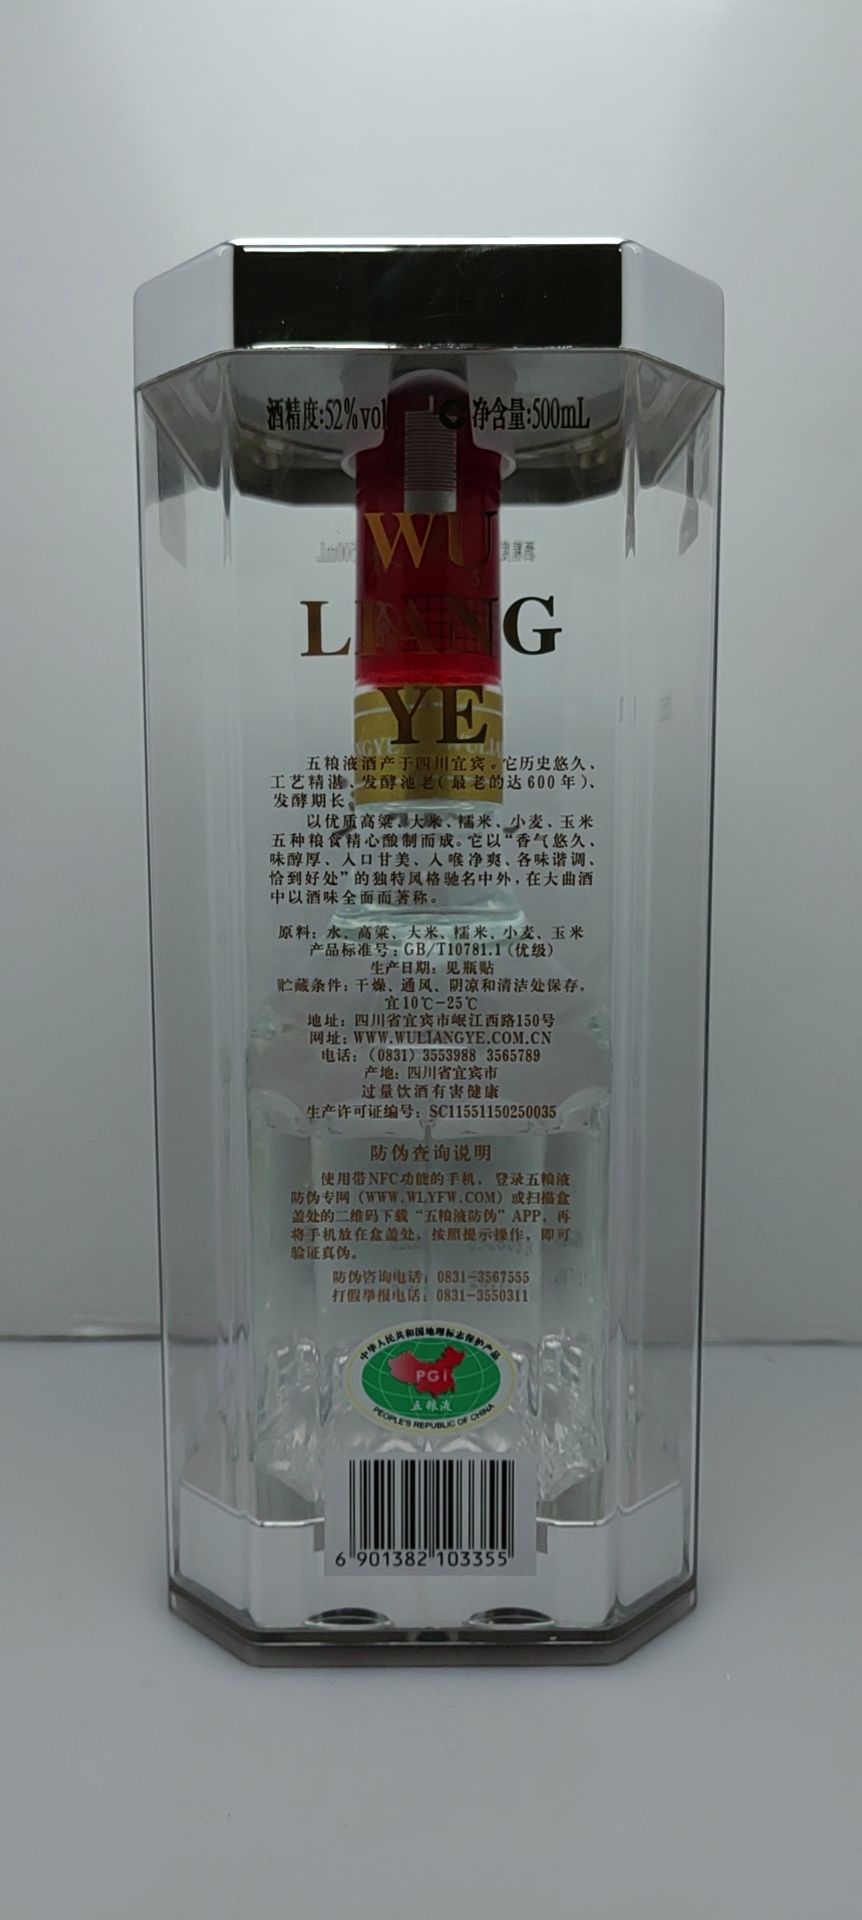 酒精度:52%vol 净含量:500mL
WU
LIANG
YE
五粮液酒产于四川宜宾。它历史悠久、
工艺精湛、发酵池老(最老的达600年)、
发酵期长。
以优质高粱、大米、糯米、小麦、玉米
五种粮食精心酿制而成。它以“香气悠久、
味醇厚、入口甘美、入喉净爽、各味谐调、
恰到好处”的独特风格驰名中外,在大曲酒
中以酒味全面而著称。
原料: 水、高粱、大米、糯米、小麦、玉米
产品标准号: GB/T10781.1(优级)
生产日期: 见瓶贴
贮藏条件: 干燥、通风、阴凉和清洁处保存,
宜10℃-25℃
地址: 四川省宜宾市岷江西路150号
网址: WWW.WULIANGYE.COM.CN
电话: (0831) 3553988 3565789
产地: 四川省宜宾市
过量饮酒有害健康
生产许可证编号: SC11551150250035
防伪查询说明
使用带NFC功能的手机, 登录五粮液
防伪专网 (WWW.WLYFW.COM) 或扫描盒
盖处的二维码下载“五粮液防伪”APP, 再
将手机放在盒盖处, 按照提示操作, 即可
验证真伪。
防伪咨询电话: 0831-3567555
打假举报电话: 0831-3550311
中华人民共和国地理标志保护产品
PGI
五粮液
PEOPLE'S REPUBLIC OF CHINA
6 901382 103355